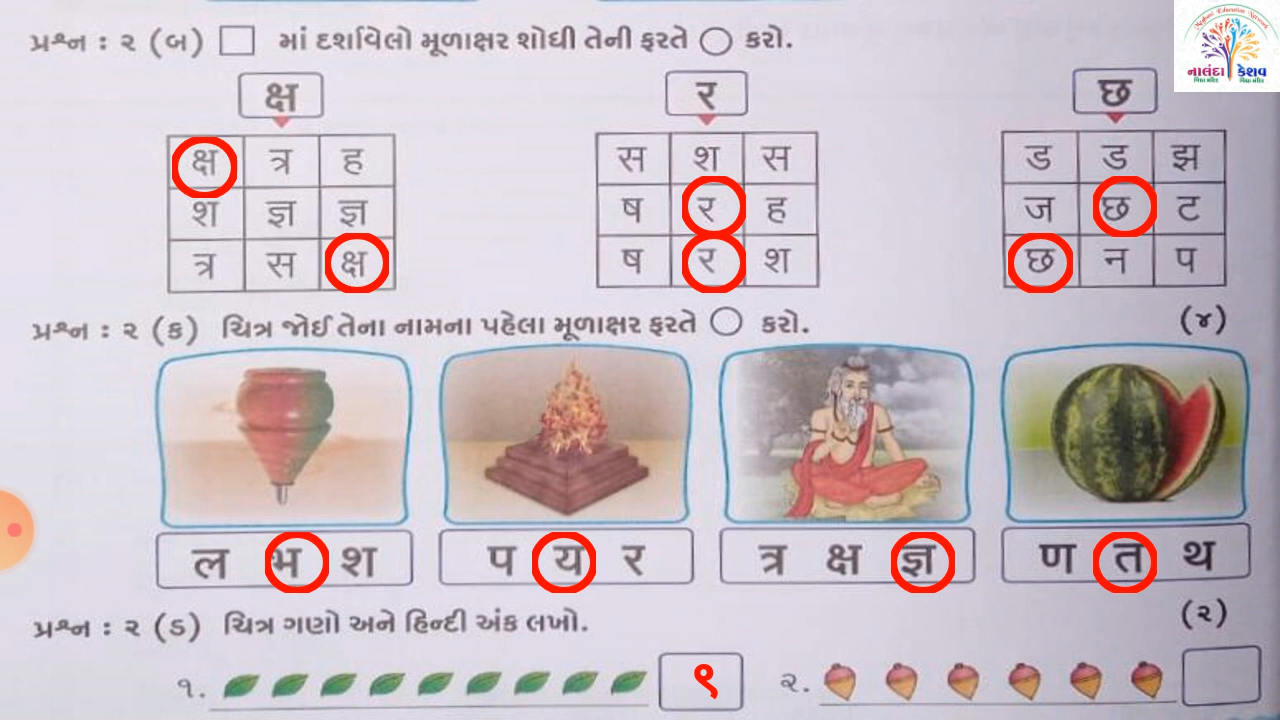 પ્રશ્ન : ૨ (બ) □ માં દર્શાવેલો મૂળાક્ષર શોધી તેની ફરતે ○ કરો.
નાલંદા કેશવ
વિદ્યા મંદિર વિદ્યા મંદિર
क्ष र छ
क्ष त्र ह स श स ड ड झ
श ज्ञ ज्ञ ष र ह ज छ ट
त्र स क्ष ष र श छ न प
પ્રશ્ન : ૨ (ક) ચિત્ર જોઈ તેના નામના પહેલા મૂળાક્ષર ફરતે ○ કરો. (૪)
ल भ श प य र त्र क्ष ज्ञ ण त थ
પ્રશ્ન : ૨ (ડ) ચિત્ર ગણો અને હિન્દી અંક લખો. (૨)
૧. ९ ૨.